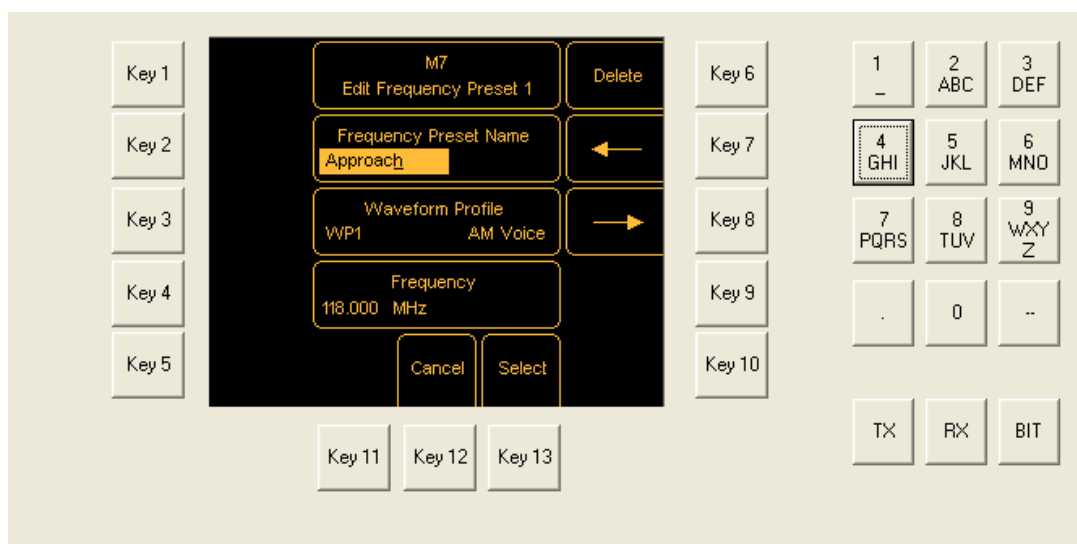 Key 1
Key 2
Key 3
Key 4
Key 5
M7
Edit Frequency Preset 1
Delete
Frequency Preset Name
Approach
Waveform Profile
WP1 AM Voice
Frequency
118.000 MHz
Cancel
Select
Key 6
Key 7
Key 8
Key 9
Key 10
Key 11
Key 12
Key 13
1
_
2
ABC
3
DEF
4
GHI
5
JKL
6
MNO
7
PQRS
8
TUV
9
WXY
Z
.
0
--
TX
RX
BIT